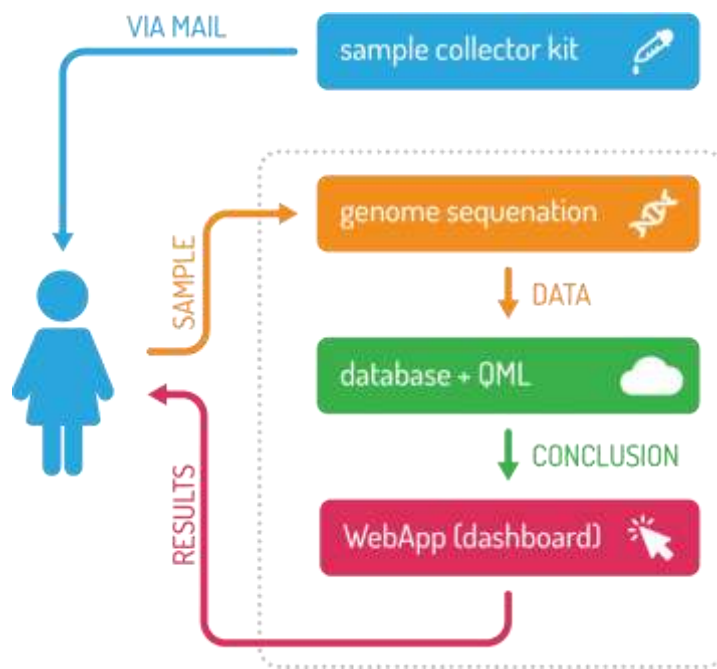 VIA MAIL
sample collector kit
genome sequenation
SAMPLE
DATA
database + QML
CONCLUSION
RESULTS
WebApp (dashboard)